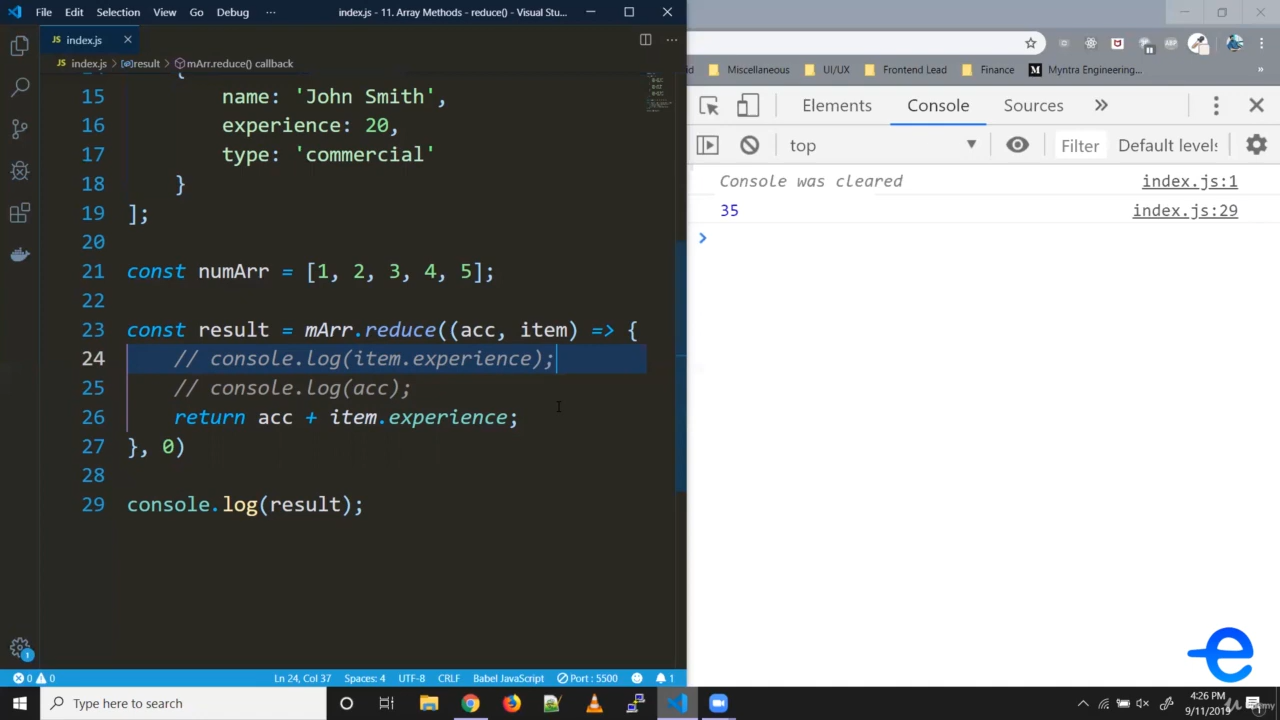 File Edit Selection View Go Debug ··· index.js - 11. Array Methods - reduce() - Visual Stu...
JS index.js ×
JS index.js > result > mArr.reduce() callback
{
15 name: 'John Smith',
16 experience: 20,
17 type: 'commercial'
18 }
19 ];
20
21 const numArr = [1, 2, 3, 4, 5];
22
23 const result = mArr.reduce((acc, item) => {
24 // console.log(item.experience);
25 // console.log(acc);
26 return acc + item.experience;
27 }, 0)
28
29 console.log(result);
1
0 0 Ln 24, Col 37 Spaces: 4 UTF-8 CRLF Babel JavaScript Port : 5500 1
Miscellaneous UI/UX Frontend Lead Finance M Myntra Engineering... »
Elements Console Sources »
top Filter Default levels
Console was cleared index.js:1
35 index.js:29
>
e
Type here to search
4:26 PM
9/11/2019